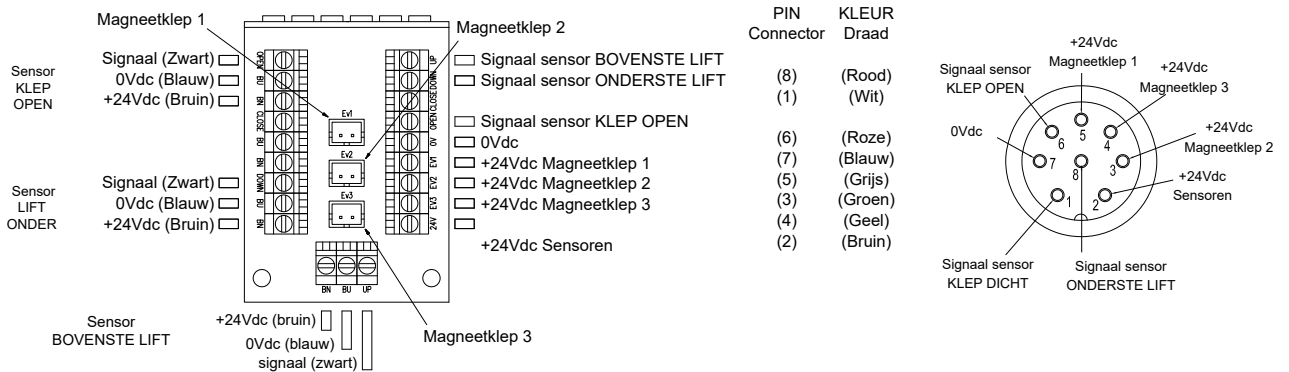 Magneetklep 1
Magneetklep 2
Sensor
KLEP
OPEN
Signaal (Zwart)
0Vdc (Blauw)
+24Vdc (Bruin)
Sensor
LIFT
ONDER
Signaal (Zwart)
0Vdc (Blauw)
+24Vdc (Bruin)
OPEN
BU
BN
CLOSE
BU
BN
DOWN
BU
BN
Ev1
Ev2
Ev3
UP
DOWN
CLOSE
OPEN
0V
EV1
EV2
EV3
24V
BN BU UP
Signaal sensor BOVENSTE LIFT
Signaal sensor ONDERSTE LIFT
Signaal sensor KLEP OPEN
0Vdc
+24Vdc Magneetklep 1
+24Vdc Magneetklep 2
+24Vdc Magneetklep 3
+24Vdc Sensoren
Sensor
BOVENSTE LIFT
+24Vdc (bruin)
0Vdc (blauw)
signaal (zwart)
Magneetklep 3
PIN KLEUR
Connector Draad
(8) (Rood)
(1) (Wit)
(6) (Roze)
(7) (Blauw)
(5) (Grijs)
(3) (Groen)
(4) (Geel)
(2) (Bruin)
+24Vdc
Magneetklep 1
Signaal sensor
KLEP OPEN
+24Vdc
Magneetklep 3
0Vdc
+24Vdc
Magneetklep 2
+24Vdc
Sensoren
6
5
4
7
8
3
1
2
Signaal sensor
KLEP DICHT
Signaal sensor
ONDERSTE LIFT